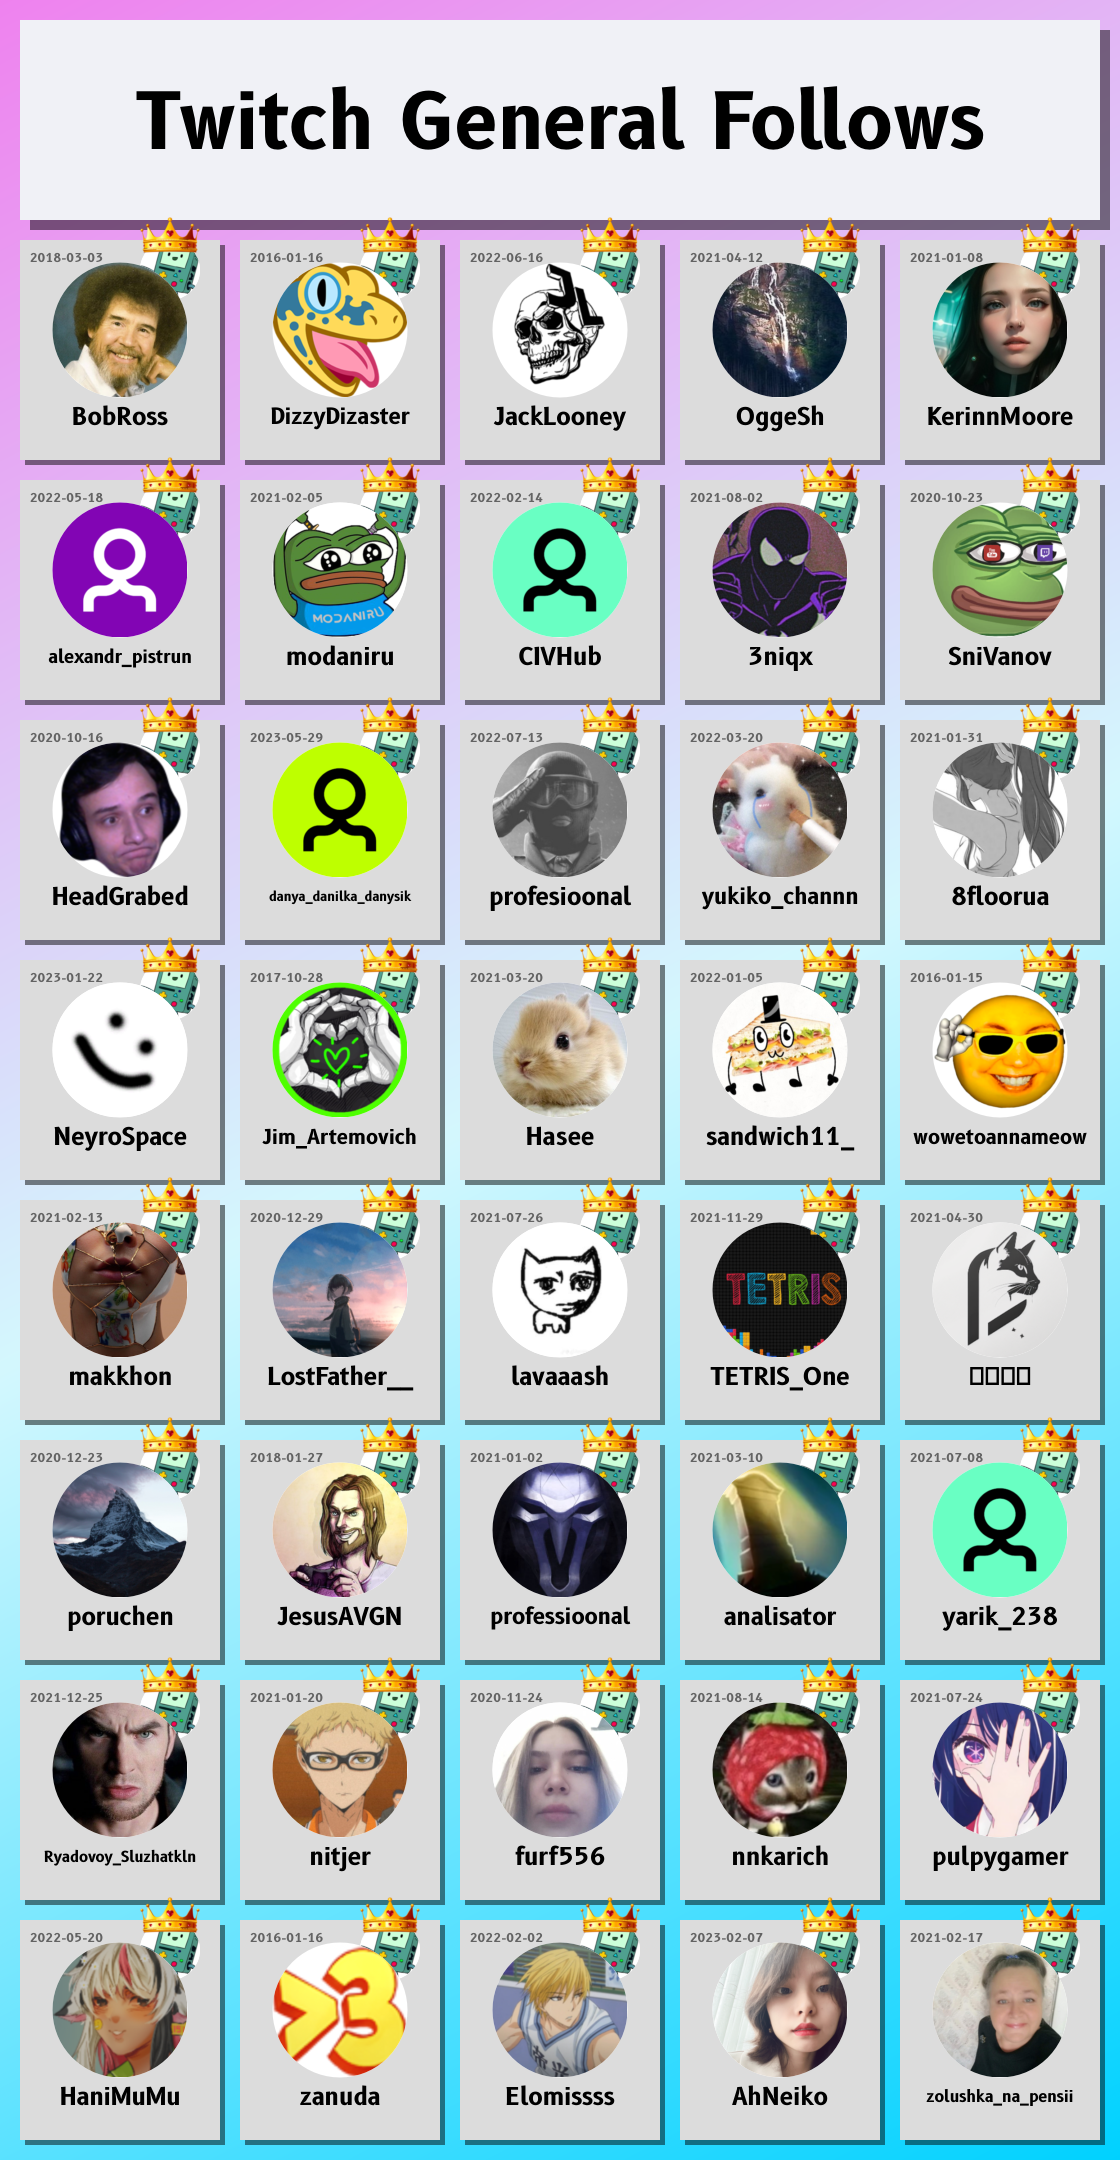 Twitch General Follows
2018-03-03
BobRoss
2016-01-16
DizzyDizaster
2022-06-16
JL
JackLooney
2021-04-12
OggeSh
2021-01-08
KerinnMoore
2022-05-18
alexandr_pistrun
2021-02-05
MODANIRU
modaniru
2022-02-14
CIVHub
2021-08-02
3niqx
2020-10-23
SniVanov
2020-10-16
HeadGrabed
2023-05-29
danya_danilka_danysik
2022-07-13
profesioonal
2022-03-20
yukiko_channn
2021-01-31
8floorua
2023-01-22
NeyroSpace
2017-10-28
Jim_Artemovich
2021-03-20
Hasee
2022-01-05
sandwich11_
2016-01-15
wowetoannameow
2021-02-13
makkhon
2020-12-29
LostFather__
2021-07-26
lavaaash
2021-11-29
TETRIS
TETRIS_One
2021-04-30
2020-12-23
poruchen
2018-01-27
JesusAVGN
2021-01-02
professioonal
2021-03-10
analisator
2021-07-08
yarik_238
2021-12-25
Ryadovoy_Sluzhatkln
2021-01-20
nitjer
2020-11-24
furf556
2021-08-14
nnkarich
2021-07-24
pulpygamer
2022-05-20
HaniMuMu
2016-01-16
>3
zanuda
2022-02-02
Elomissss
2023-02-07
AhNeiko
2021-02-17
zolushka_na_pensii